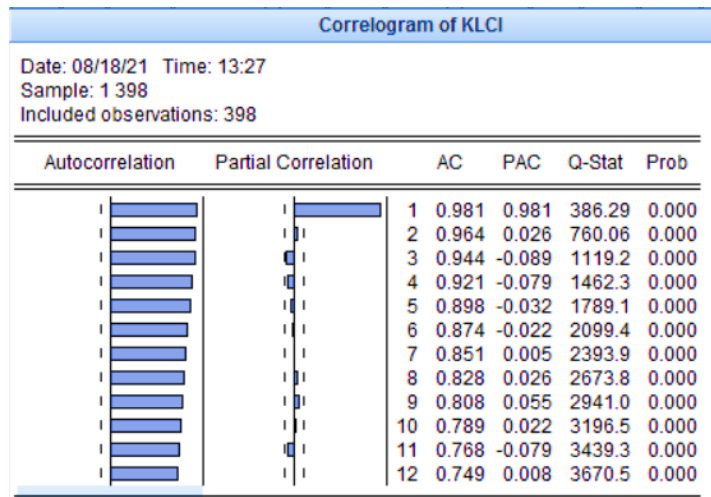 Correlogram of KLCI
Date: 08/18/21 Time: 13:27
Sample: 1 398
Included observations: 398
Autocorrelation Partial Correlation AC PAC Q-Stat Prob
1 0.981 0.981 386.29 0.000
2 0.964 0.026 760.06 0.000
3 0.944 -0.089 1119.2 0.000
4 0.921 -0.079 1462.3 0.000
5 0.898 -0.032 1789.1 0.000
6 0.874 -0.022 2099.4 0.000
7 0.851 0.005 2393.9 0.000
8 0.828 0.026 2673.8 0.000
9 0.808 0.055 2941.0 0.000
10 0.789 0.022 3196.5 0.000
11 0.768 -0.079 3439.3 0.000
12 0.749 0.008 3670.5 0.000